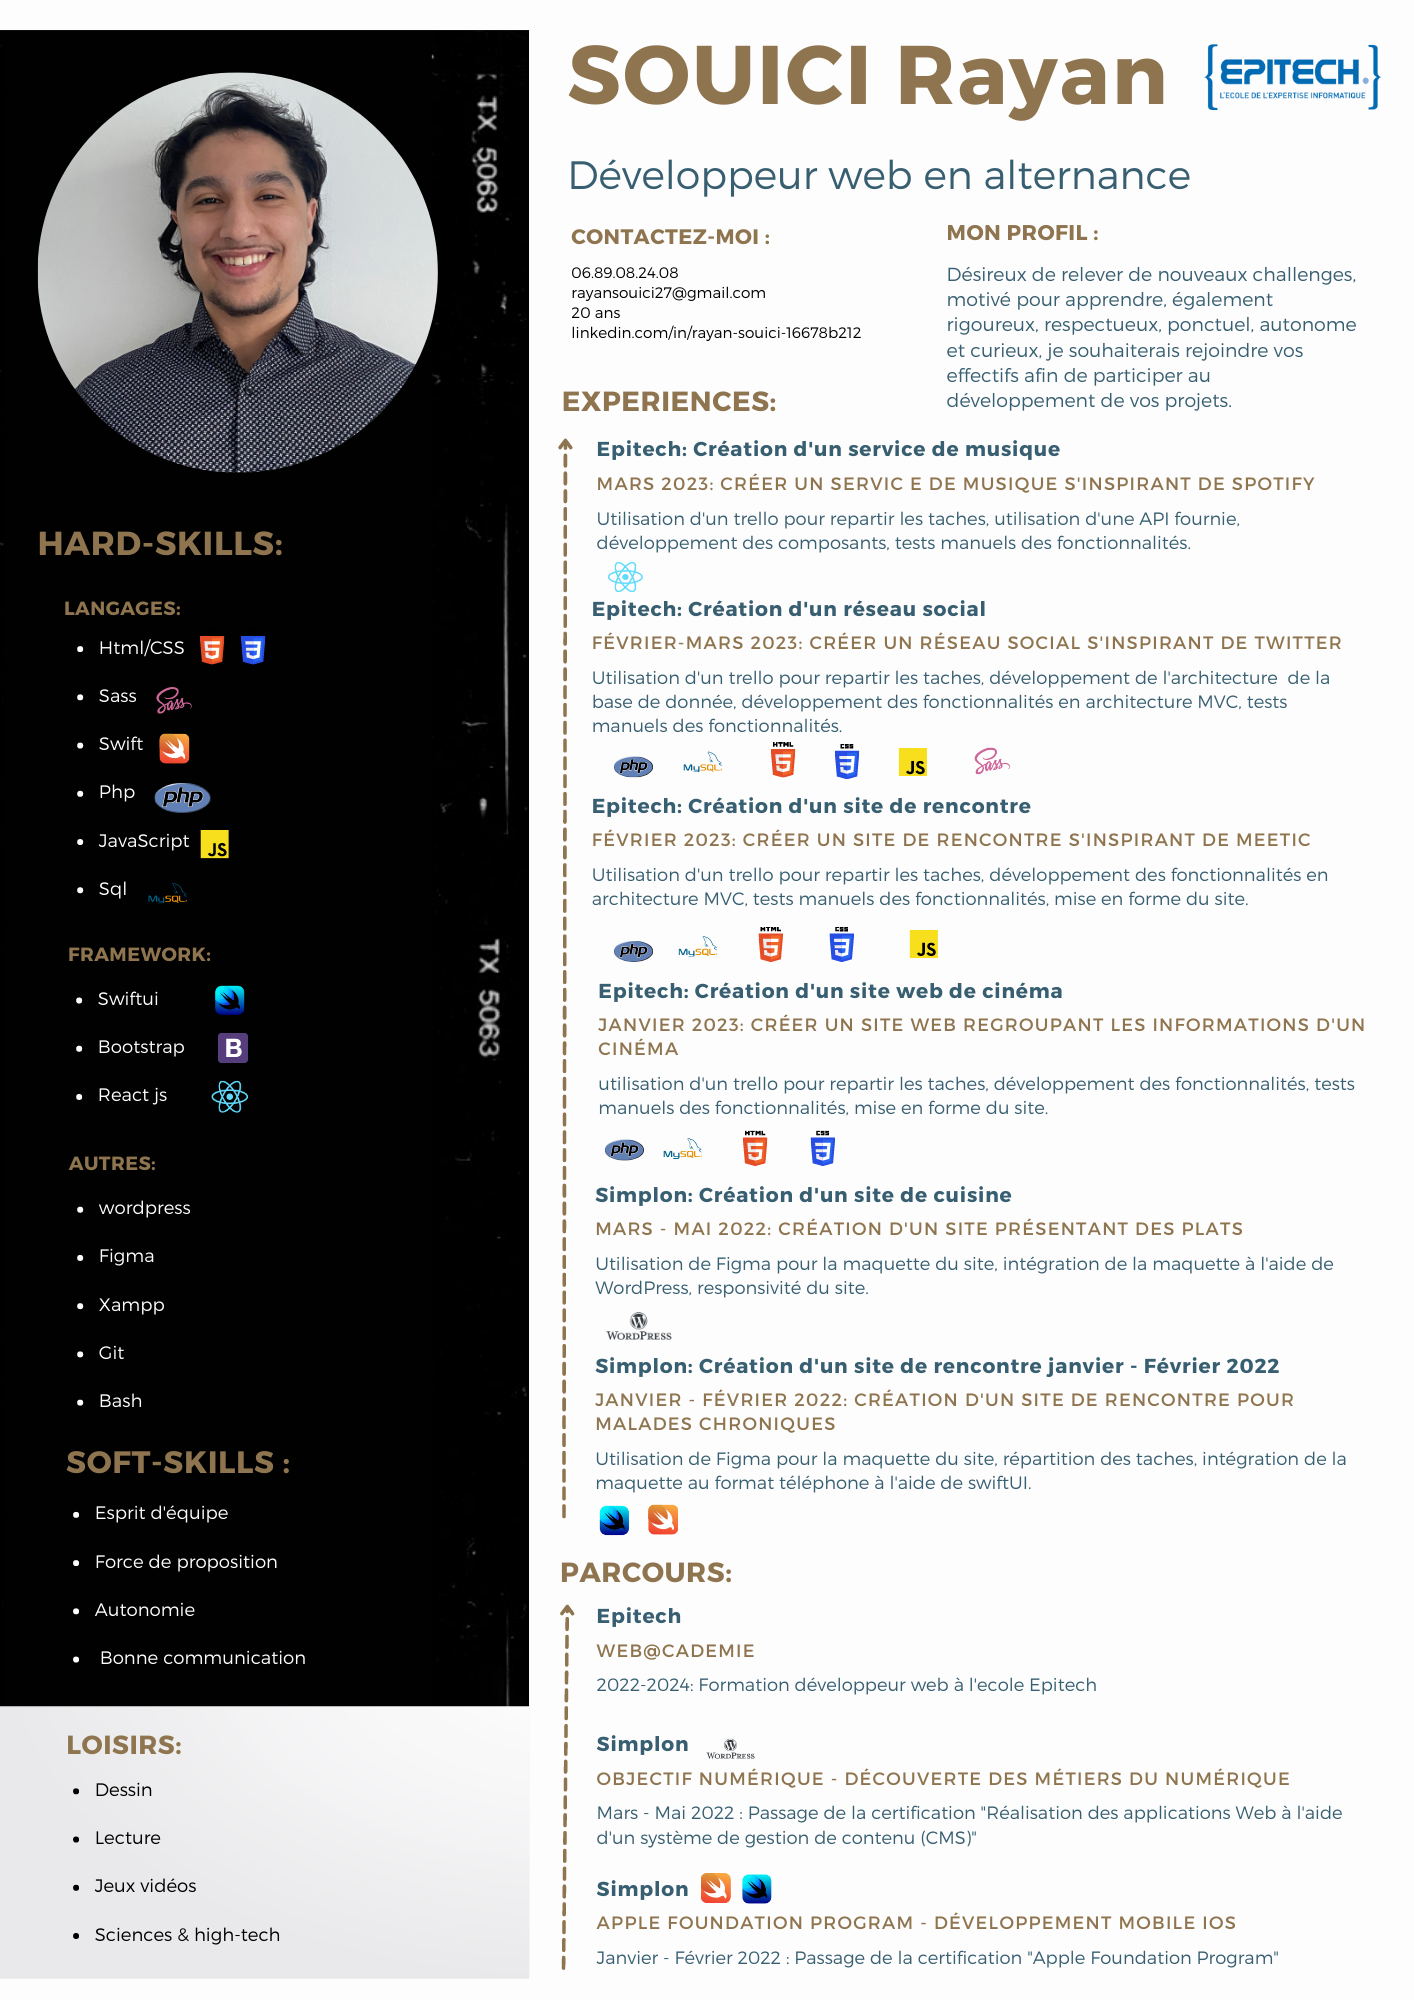 SOUICI Rayan
{EPITECH.}
L'ECOLE DE L'EXPERTISE INFORMATIQUE
Développeur web en alternance
CONTACTEZ-MOI :
06.89.08.24.08
rayansouici27@gmail.com
20 ans
linkedin.com/in/rayan-souici-16678b212
MON PROFIL :
Désireux de relever de nouveaux challenges,
motivé pour apprendre, également
rigoureux, respectueux, ponctuel, autonome
et curieux, je souhaiterais rejoindre vos
effectifs afin de participer au
développement de vos projets.
TX 5063
TX 5063
HARD-SKILLS:
LANGAGES:
• Html/CSS 5 3
• Sass Sass
• Swift
• Php php
• JavaScript JS
• Sql MySQL
FRAMEWORK:
• Swiftui
• Bootstrap B
• React js
AUTRES:
• wordpress
• Figma
• Xampp
• Git
• Bash
SOFT-SKILLS :
• Esprit d'équipe
• Force de proposition
• Autonomie
• Bonne communication
LOISIRS:
• Dessin
• Lecture
• Jeux vidéos
• Sciences & high-tech
EXPERIENCES:
Epitech: Création d'un service de musique
MARS 2023: CRÉER UN SERVIC E DE MUSIQUE S'INSPIRANT DE SPOTIFY
Utilisation d'un trello pour repartir les taches, utilisation d'une API fournie,
développement des composants, tests manuels des fonctionnalités.
Epitech: Création d'un réseau social
FÉVRIER-MARS 2023: CRÉER UN RÉSEAU SOCIAL S'INSPIRANT DE TWITTER
Utilisation d'un trello pour repartir les taches, développement de l'architecture  de la
base de donnée, développement des fonctionnalités en architecture MVC, tests
manuels des fonctionnalités.
php MySQL HTML 5 CSS 3 JS Sass
Epitech: Création d'un site de rencontre
FÉVRIER 2023: CRÉER UN SITE DE RENCONTRE S'INSPIRANT DE MEETIC
Utilisation d'un trello pour repartir les taches, développement des fonctionnalités en
architecture MVC, tests manuels des fonctionnalités, mise en forme du site.
php MySQL HTML 5 CSS 3 JS
Epitech: Création d'un site web de cinéma
JANVIER 2023: CRÉER UN SITE WEB REGROUPANT LES INFORMATIONS D'UN
CINÉMA
utilisation d'un trello pour repartir les taches, développement des fonctionnalités, tests
manuels des fonctionnalités, mise en forme du site.
php MySQL HTML 5 CSS 3
Simplon: Création d'un site de cuisine
MARS - MAI 2022: CRÉATION D'UN SITE PRÉSENTANT DES PLATS
Utilisation de Figma pour la maquette du site, intégration de la maquette à l'aide de
WordPress, responsivité du site.
WORDPRESS
Simplon: Création d'un site de rencontre janvier - Février 2022
JANVIER - FÉVRIER 2022: CRÉATION D'UN SITE DE RENCONTRE POUR
MALADES CHRONIQUES
Utilisation de Figma pour la maquette du site, répartition des taches, intégration de la
maquette au format téléphone à l'aide de swiftUI.
PARCOURS:
Epitech
WEB@CADEMIE
2022-2024: Formation développeur web à l'ecole Epitech
Simplon WORDPRESS
OBJECTIF NUMÉRIQUE - DÉCOUVERTE DES MÉTIERS DU NUMÉRIQUE
Mars - Mai 2022 : Passage de la certification "Réalisation des applications Web à l'aide
d'un système de gestion de contenu (CMS)"
Simplon
APPLE FOUNDATION PROGRAM - DÉVELOPPEMENT MOBILE IOS
Janvier - Février 2022 : Passage de la certification "Apple Foundation Program"